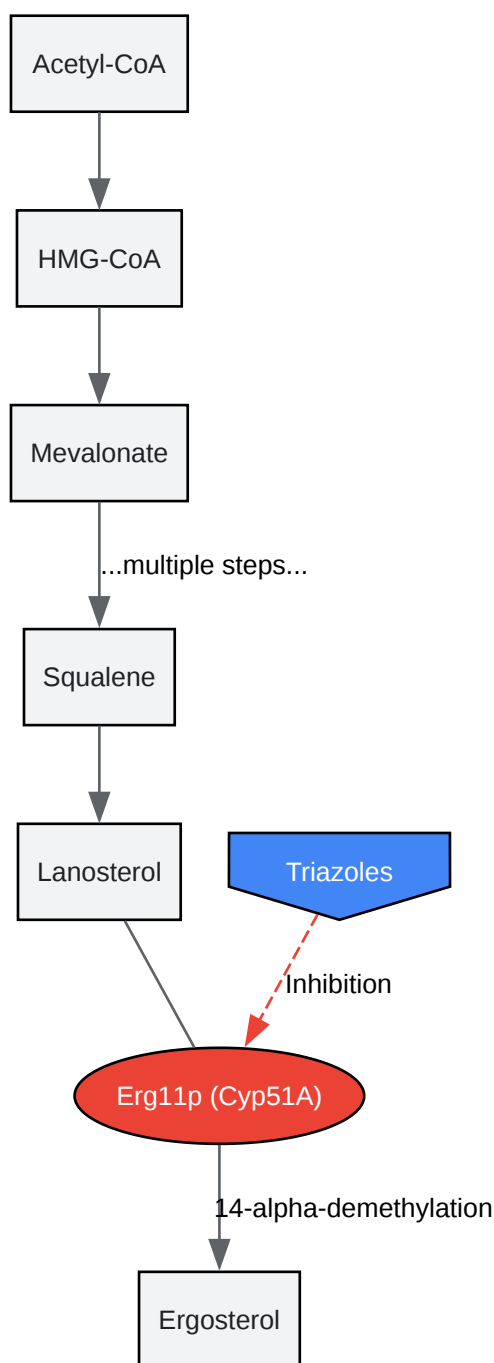 Acetyl-CoA
HMG-CoA
Mevalonate
...multiple steps...
Squalene
Lanosterol
Triazoles
Inhibition
Erg11p (Cyp51A)
14-alpha-demethylation
Ergosterol